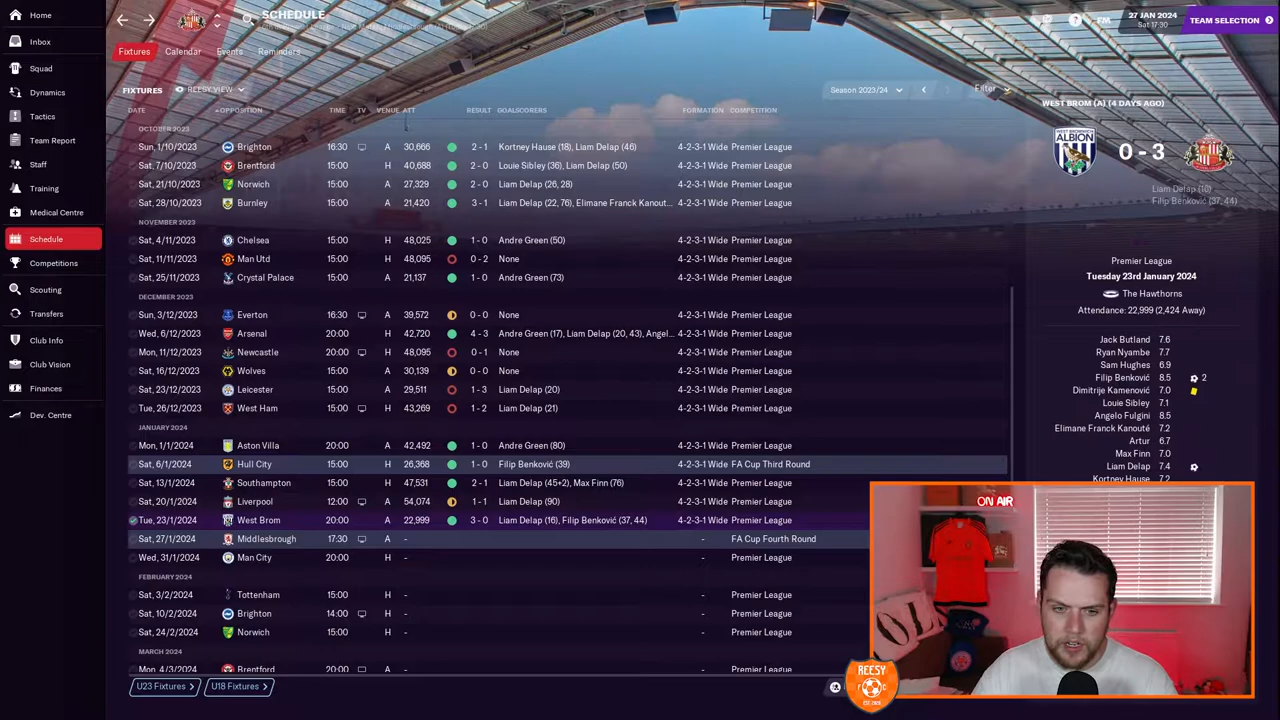 Home
Inbox
Squad
Dynamics
Tactics
Team Report
Staff
Training
Medical Centre
Schedule
Competitions
Scouting
Transfers
Club Info
Club Vision
Finances
Dev. Centre
SCHEDULE
FM
27 JAN 2024
Sat 17:30
TEAM SELECTION
Fixtures Calendar Events Reminders
FIXTURES REESY VIEW Season 2023/24 Filter
DATE OPPOSITION TIME TV VENUE ATT RESULT GOALSCORERS FORMATION COMPETITION
OCTOBER 2023
Sun, 1/10/2023 Brighton 16:30 A 30,666 2 - 1 Kortney Hause (18), Liam Delap (46) 4-2-3-1 Wide Premier League
Sat, 7/10/2023 Brentford 15:00 H 40,688 2 - 0 Louie Sibley (36), Liam Delap (50) 4-2-3-1 Wide Premier League
Sat, 21/10/2023 Norwich 15:00 A 27,329 2 - 0 Liam Delap (26, 28) 4-2-3-1 Wide Premier League
Sat, 28/10/2023 Burnley 15:00 A 21,420 3 - 1 Liam Delap (22, 76), Elimane Franck Kanout... 4-2-3-1 Wide Premier League
NOVEMBER 2023
Sat, 4/11/2023 Chelsea 15:00 H 48,025 1 - 0 Andre Green (50) 4-2-3-1 Wide Premier League
Sat, 11/11/2023 Man Utd 15:00 H 48,095 0 - 2 None 4-2-3-1 Wide Premier League
Sat, 25/11/2023 Crystal Palace 15:00 A 21,137 1 - 0 Andre Green (73) 4-2-3-1 Wide Premier League
DECEMBER 2023
Sun, 3/12/2023 Everton 16:30 A 39,572 0 - 0 None 4-2-3-1 Wide Premier League
Wed, 6/12/2023 Arsenal 20:00 H 42,720 4 - 3 Andre Green (17), Liam Delap (20, 43), Angel... 4-2-3-1 Wide Premier League
Mon, 11/12/2023 Newcastle 20:00 H 48,095 0 - 1 None 4-2-3-1 Wide Premier League
Sat, 16/12/2023 Wolves 15:00 A 30,139 0 - 0 None 4-2-3-1 Wide Premier League
Sat, 23/12/2023 Leicester 15:00 A 29,511 1 - 3 Liam Delap (20) 4-2-3-1 Wide Premier League
Tue, 26/12/2023 West Ham 15:00 H 43,269 1 - 2 Liam Delap (21) 4-2-3-1 Wide Premier League
JANUARY 2024
Mon, 1/1/2024 Aston Villa 20:00 A 42,492 1 - 0 Andre Green (80) 4-2-3-1 Wide Premier League
Sat, 6/1/2024 Hull City 15:00 H 26,368 1 - 0 Filip Benković (39) 4-2-3-1 Wide FA Cup Third Round
Sat, 13/1/2024 Southampton 15:00 H 47,531 2 - 1 Liam Delap (45+2), Max Finn (76) 4-2-3-1 Wide Premier League
Sat, 20/1/2024 Liverpool 12:00 A 54,074 1 - 1 Liam Delap (90) 4-2-3-1 Wide Premier League
Tue, 23/1/2024 West Brom 20:00 A 22,999 3 - 0 Liam Delap (16), Filip Benković (37, 44) 4-2-3-1 Wide Premier League
Sat, 27/1/2024 Middlesbrough 17:30 A - - FA Cup Fourth Round
Wed, 31/1/2024 Man City 20:00 H - - Premier League
FEBRUARY 2024
Sat, 3/2/2024 Tottenham 15:00 H - - Premier League
Sat, 10/2/2024 Brighton 14:00 H - - Premier League
Sat, 24/2/2024 Norwich 15:00 H - - Premier League
MARCH 2024
Mon, 4/3/2024 Brentford 20:00 A - - Premier League
U23 Fixtures U18 Fixtures
WEST BROM (A) (4 DAYS AGO)
ALBION
0 - 3
Liam Delap (16)
Filip Benković (37, 44)
Premier League
Tuesday 23rd January 2024
The Hawthorns
Attendance: 22,999 (2,424 Away)
Jack Butland 7.6
Ryan Nyambe 7.7
Sam Hughes 6.9
Filip Benković 8.5 2
Dimitrije Kamenović 7.0
Louie Sibley 7.1
Angelo Fulgini 8.5
Elimane Franck Kanouté 7.2
Artur 6.7
Max Finn 7.0
Liam Delap 7.4
Kortney Hause 7.2
ON AIR
REESY